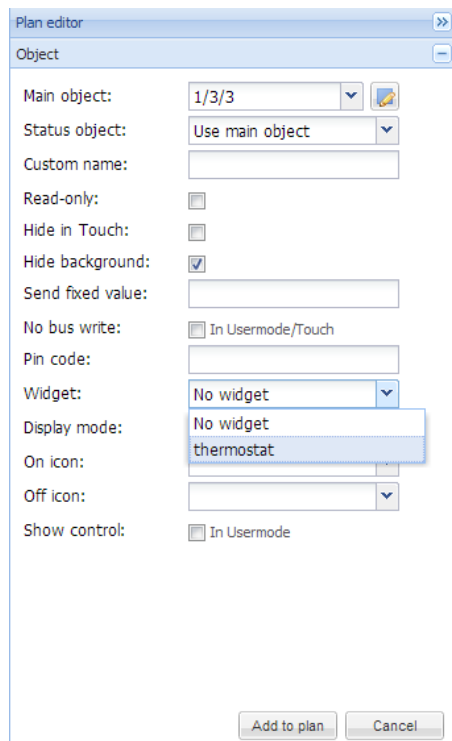 Plan editor
Object
Main object: 1/3/3
Status object: Use main object
Custom name:
Read-only:
Hide in Touch:
Hide background:
Send fixed value:
No bus write: In Usermode/Touch
Pin code:
Widget: No widget
No widget
Display mode:
thermostat
On icon:
Off icon:
Show control: In Usermode
Add to plan Cancel